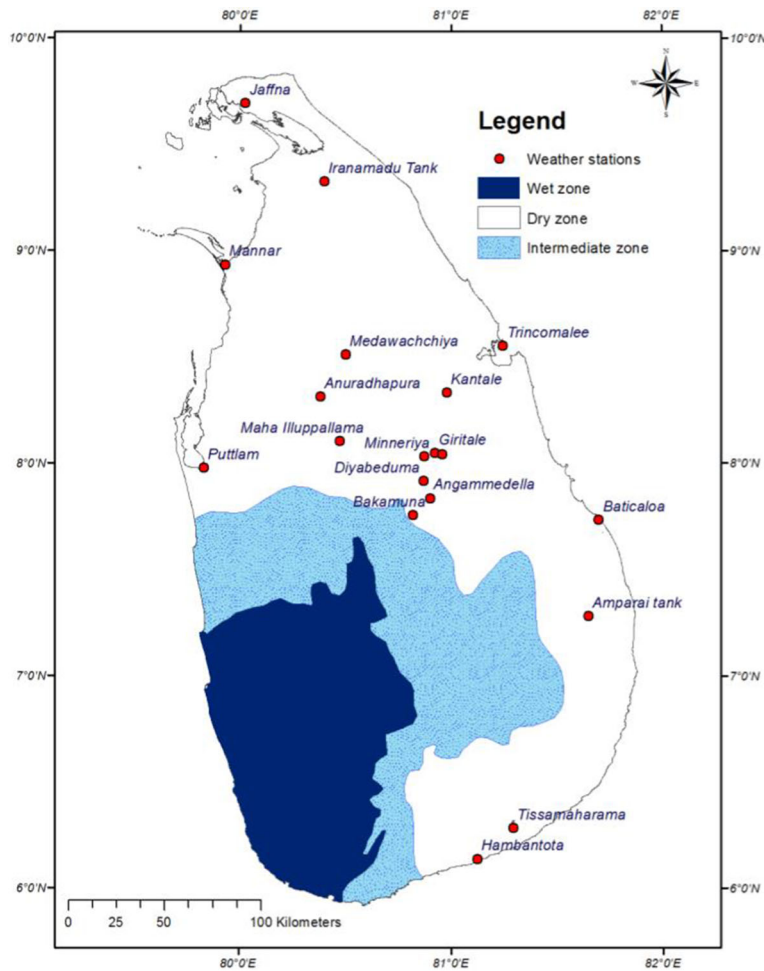 80°0'E 81°0'E 82°0'E
10°0'N 10°0'N
N
W E
S
Jaffna
Legend
Weather stations
Iranamadu Tank
Wet zone
Dry zone
Intermediate zone
9°0'N 9°0'N
Mannar
Trincomalee
Medawachchiya
Anuradhapura
Kantale
Maha Illuppallama
Minneriya
Giritale
Puttlam
8°0'N 8°0'N
Diyabeduma
Angammedella
Bakamuna
Baticaloa
Amparai tank
7°0'N 7°0'N
Tissamaharama
Hambantota
6°0'N 6°0'N
0 25 50 100 Kilometers
80°0'E 81°0'E 82°0'E